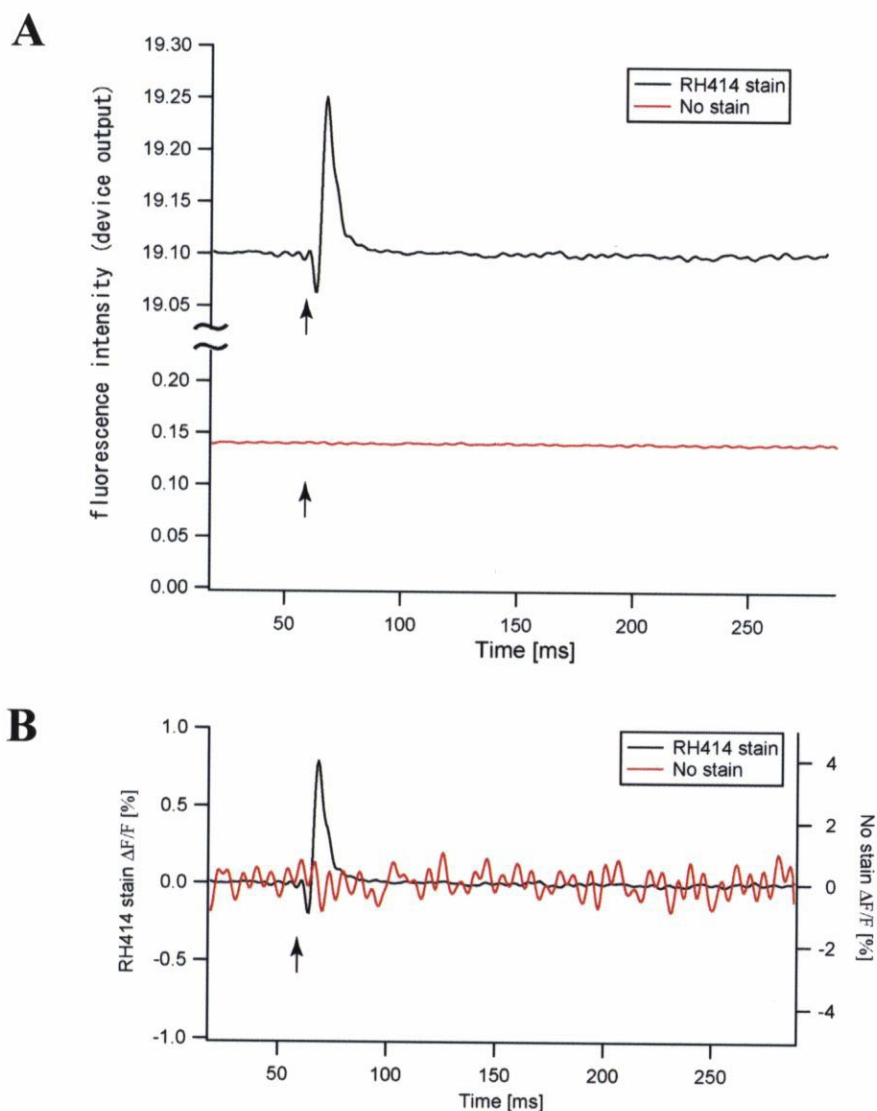 A
fluorescence intensity (device output)
19.30
19.25
19.20
19.15
19.10
19.05
0.20
0.15
0.10
0.05
0.00
RH414 stain
No stain
50
100
150
200
250
Time [ms]
B
RH414 stain ΔF/F [%]
1.0
0.5
0.0
-0.5
-1.0
RH414 stain
No stain
4
2
0
-2
-4
No stain ΔF/F [%]
50
100
150
200
250
Time [ms]